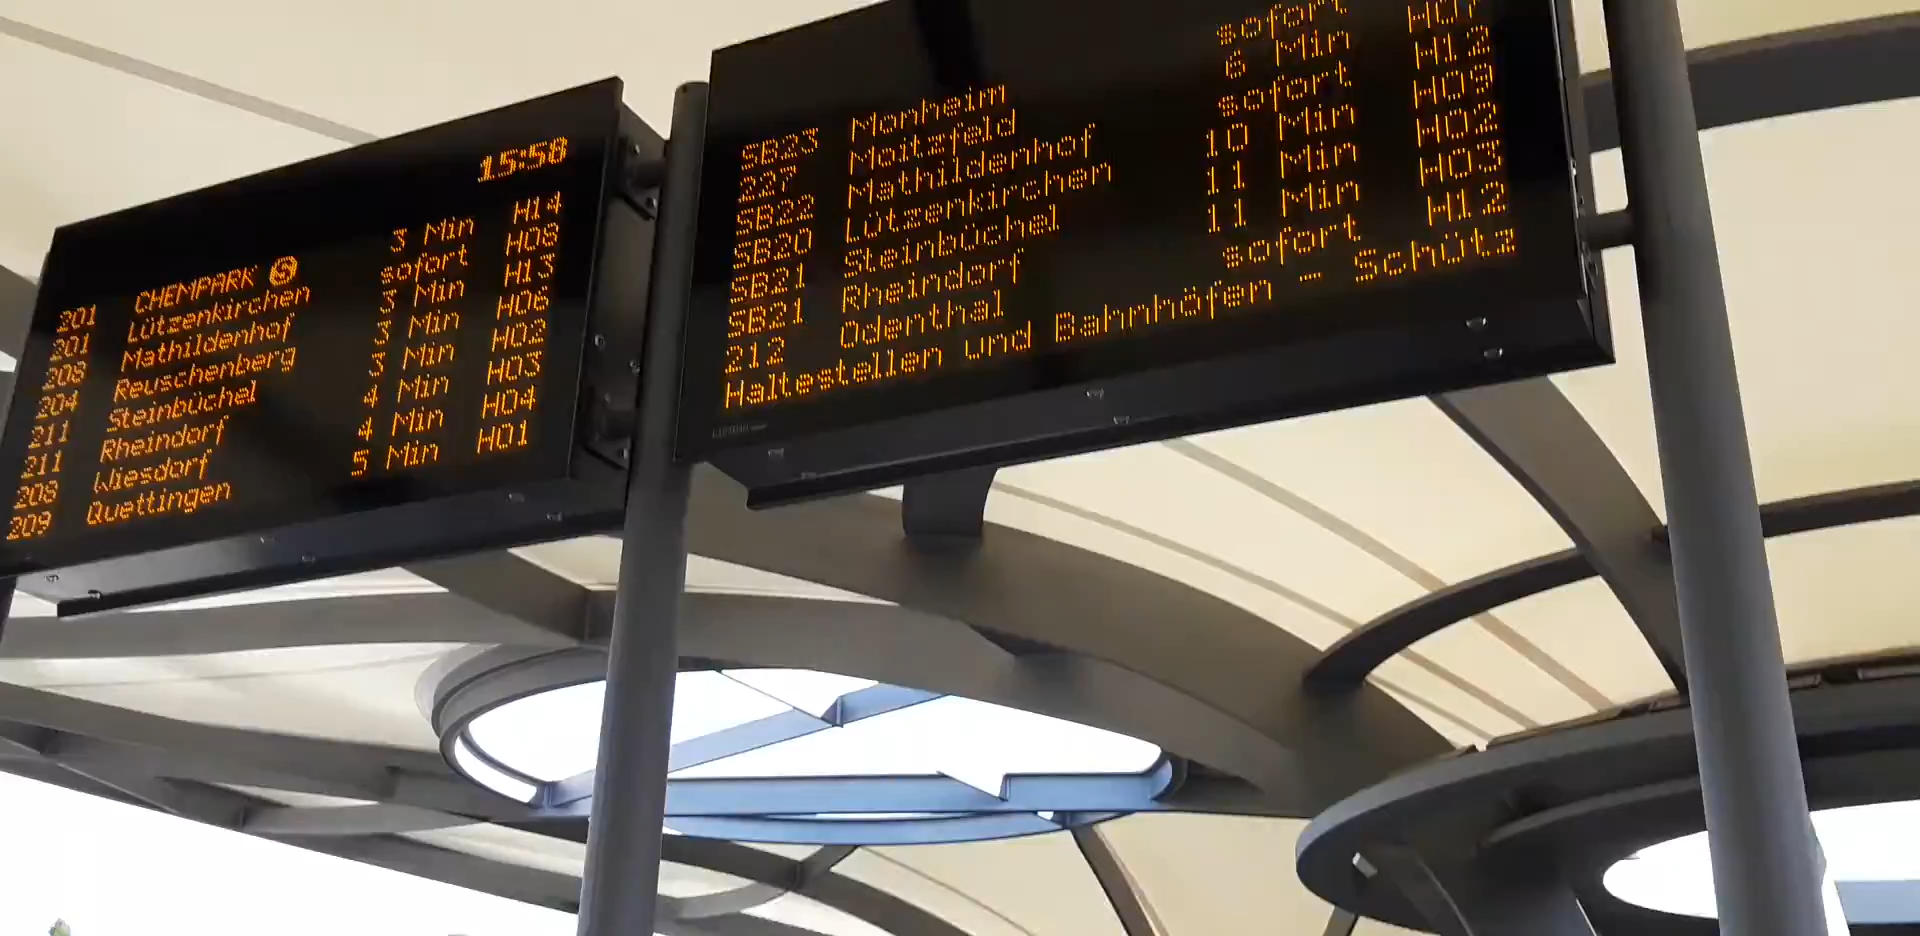 15:58
201 CHEMPARK S 3 Min H14
201 Lützenkirchen sofort H08
208 Mathildenhof 3 Min H13
204 Reuschenberg 3 Min H06
211 Steinbüchel 3 Min H02
211 Rheindorf 4 Min H03
208 Wiesdorf 4 Min H04
209 Quettingen 5 Min H01
SB23 Monheim sofort
227 Moitzfeld 6 Min H07
SB22 Mathildenhof sofort H12
SB20 Lützenkirchen 10 Min H09
SB21 Steinbüchel 11 Min H02
SB21 Rheindorf 11 Min H03
212 Odenthal sofort H12
Haltestellen und Bahnhöfen - Schütz